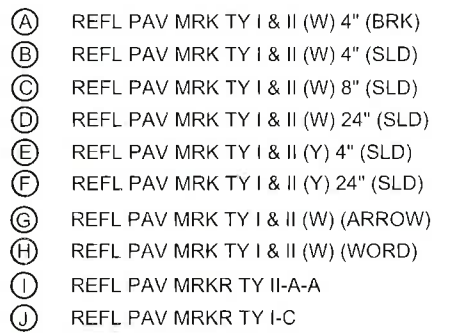 A REFL PAV MRK TY I & II (W) 4" (BRK)
B REFL PAV MRK TY I & II (W) 4" (SLD)
C REFL PAV MRK TY I & II (W) 8" (SLD)
D REFL PAV MRK TY I & II (W) 24" (SLD)
E REFL PAV MRK TY I & II (Y) 4" (SLD)
F REFL PAV MRK TY I & II (Y) 24" (SLD)
G REFL PAV MRK TY I & II (W) (ARROW)
H REFL PAV MRK TY I & II (W) (WORD)
I REFL PAV MRKR TY II-A-A
J REFL PAV MRKR TY I-C